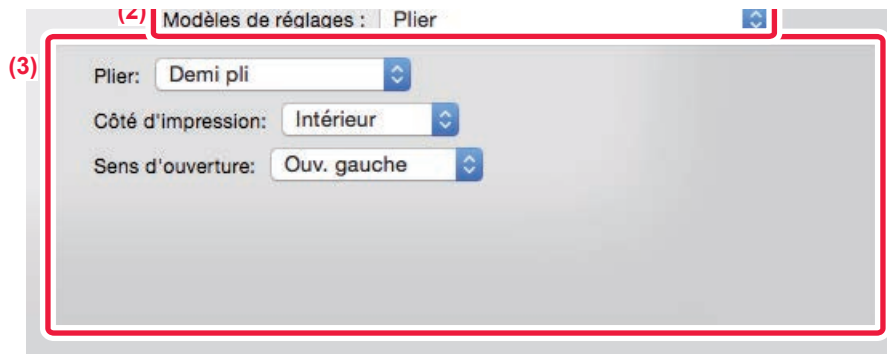 (2) Modèles de réglages : Plier
(3)
Plier: Demi pli
Côté d'impression: Intérieur
Sens d'ouverture: Ouv. gauche